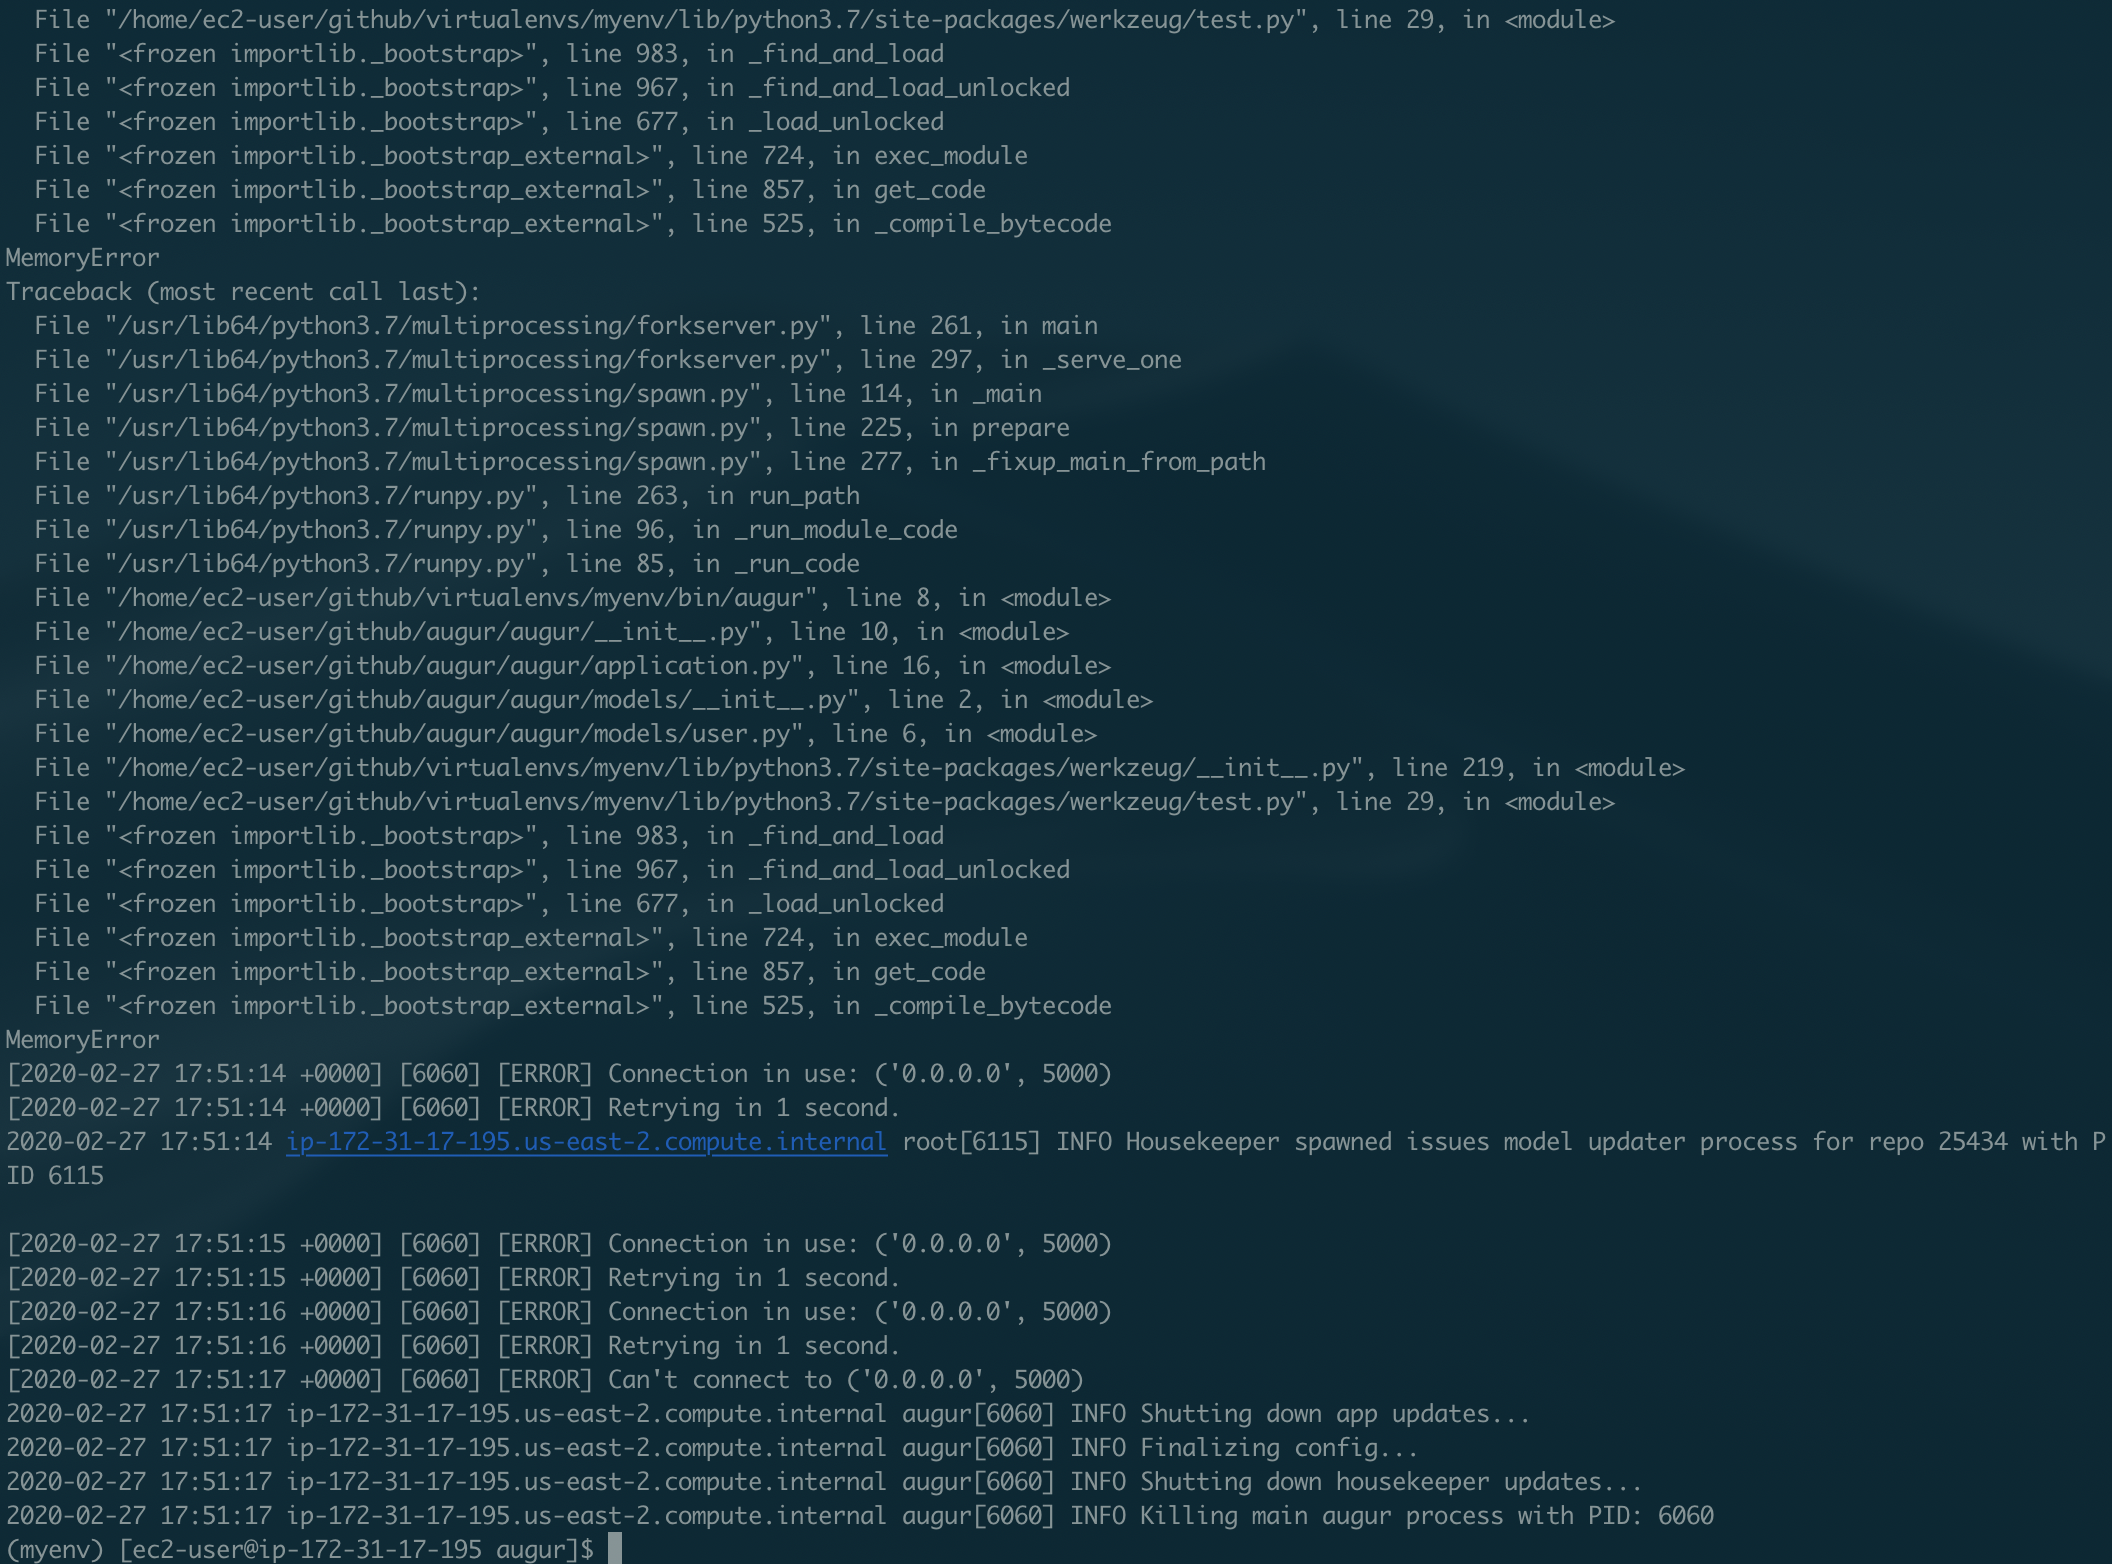 File "/home/ec2-user/github/virtualenvs/myenv/lib/python3.7/site-packages/werkzeug/test.py", line 29, in <module>
  File "<frozen importlib._bootstrap>", line 983, in _find_and_load
  File "<frozen importlib._bootstrap>", line 967, in _find_and_load_unlocked
  File "<frozen importlib._bootstrap>", line 677, in _load_unlocked
  File "<frozen importlib._bootstrap_external>", line 724, in exec_module
  File "<frozen importlib._bootstrap_external>", line 857, in get_code
  File "<frozen importlib._bootstrap_external>", line 525, in _compile_bytecode
MemoryError
Traceback (most recent call last):
  File "/usr/lib64/python3.7/multiprocessing/forkserver.py", line 261, in main
  File "/usr/lib64/python3.7/multiprocessing/forkserver.py", line 297, in _serve_one
  File "/usr/lib64/python3.7/multiprocessing/spawn.py", line 114, in _main
  File "/usr/lib64/python3.7/multiprocessing/spawn.py", line 225, in prepare
  File "/usr/lib64/python3.7/multiprocessing/spawn.py", line 277, in _fixup_main_from_path
  File "/usr/lib64/python3.7/runpy.py", line 263, in run_path
  File "/usr/lib64/python3.7/runpy.py", line 96, in _run_module_code
  File "/usr/lib64/python3.7/runpy.py", line 85, in _run_code
  File "/home/ec2-user/github/virtualenvs/myenv/bin/augur", line 8, in <module>
  File "/home/ec2-user/github/augur/augur/__init__.py", line 10, in <module>
  File "/home/ec2-user/github/augur/augur/application.py", line 16, in <module>
  File "/home/ec2-user/github/augur/augur/models/__init__.py", line 2, in <module>
  File "/home/ec2-user/github/augur/augur/models/user.py", line 6, in <module>
  File "/home/ec2-user/github/virtualenvs/myenv/lib/python3.7/site-packages/werkzeug/__init__.py", line 219, in <module>
  File "/home/ec2-user/github/virtualenvs/myenv/lib/python3.7/site-packages/werkzeug/test.py", line 29, in <module>
  File "<frozen importlib._bootstrap>", line 983, in _find_and_load
  File "<frozen importlib._bootstrap>", line 967, in _find_and_load_unlocked
  File "<frozen importlib._bootstrap>", line 677, in _load_unlocked
  File "<frozen importlib._bootstrap_external>", line 724, in exec_module
  File "<frozen importlib._bootstrap_external>", line 857, in get_code
  File "<frozen importlib._bootstrap_external>", line 525, in _compile_bytecode
MemoryError
[2020-02-27 17:51:14 +0000] [6060] [ERROR] Connection in use: ('0.0.0.0', 5000)
[2020-02-27 17:51:14 +0000] [6060] [ERROR] Retrying in 1 second.
2020-02-27 17:51:14 ip-172-31-17-195.us-east-2.compute.internal root[6115] INFO Housekeeper spawned issues model updater process for repo 25434 with P
ID 6115
[2020-02-27 17:51:15 +0000] [6060] [ERROR] Connection in use: ('0.0.0.0', 5000)
[2020-02-27 17:51:15 +0000] [6060] [ERROR] Retrying in 1 second.
[2020-02-27 17:51:16 +0000] [6060] [ERROR] Connection in use: ('0.0.0.0', 5000)
[2020-02-27 17:51:16 +0000] [6060] [ERROR] Retrying in 1 second.
[2020-02-27 17:51:17 +0000] [6060] [ERROR] Can't connect to ('0.0.0.0', 5000)
2020-02-27 17:51:17 ip-172-31-17-195.us-east-2.compute.internal augur[6060] INFO Shutting down app updates...
2020-02-27 17:51:17 ip-172-31-17-195.us-east-2.compute.internal augur[6060] INFO Finalizing config...
2020-02-27 17:51:17 ip-172-31-17-195.us-east-2.compute.internal augur[6060] INFO Shutting down housekeeper updates...
2020-02-27 17:51:17 ip-172-31-17-195.us-east-2.compute.internal augur[6060] INFO Killing main augur process with PID: 6060
(myenv) [ec2-user@ip-172-31-17-195 augur]$